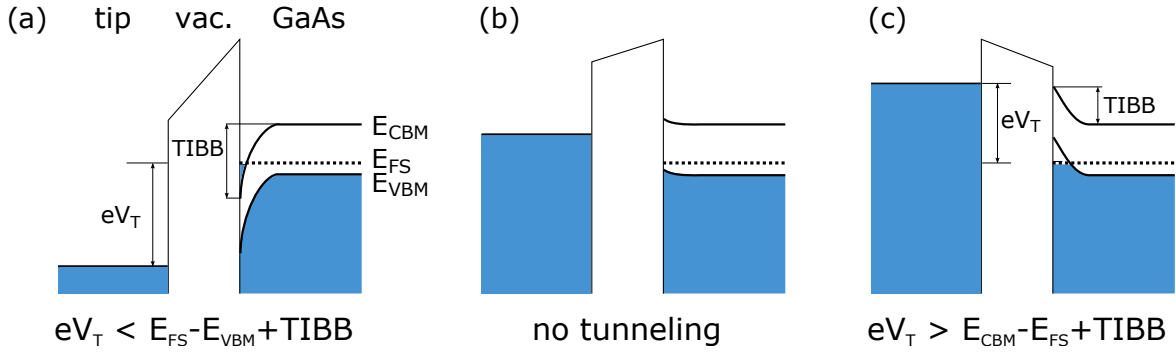 (a) tip vac. GaAs
(b)
(c)
E_CBM
TIBB
E_FS
E_VBM
eV_T
TIBB
eV_T
eV_T < E_FS-E_VBM+TIBB
no tunneling
eV_T > E_CBM-E_FS+TIBB